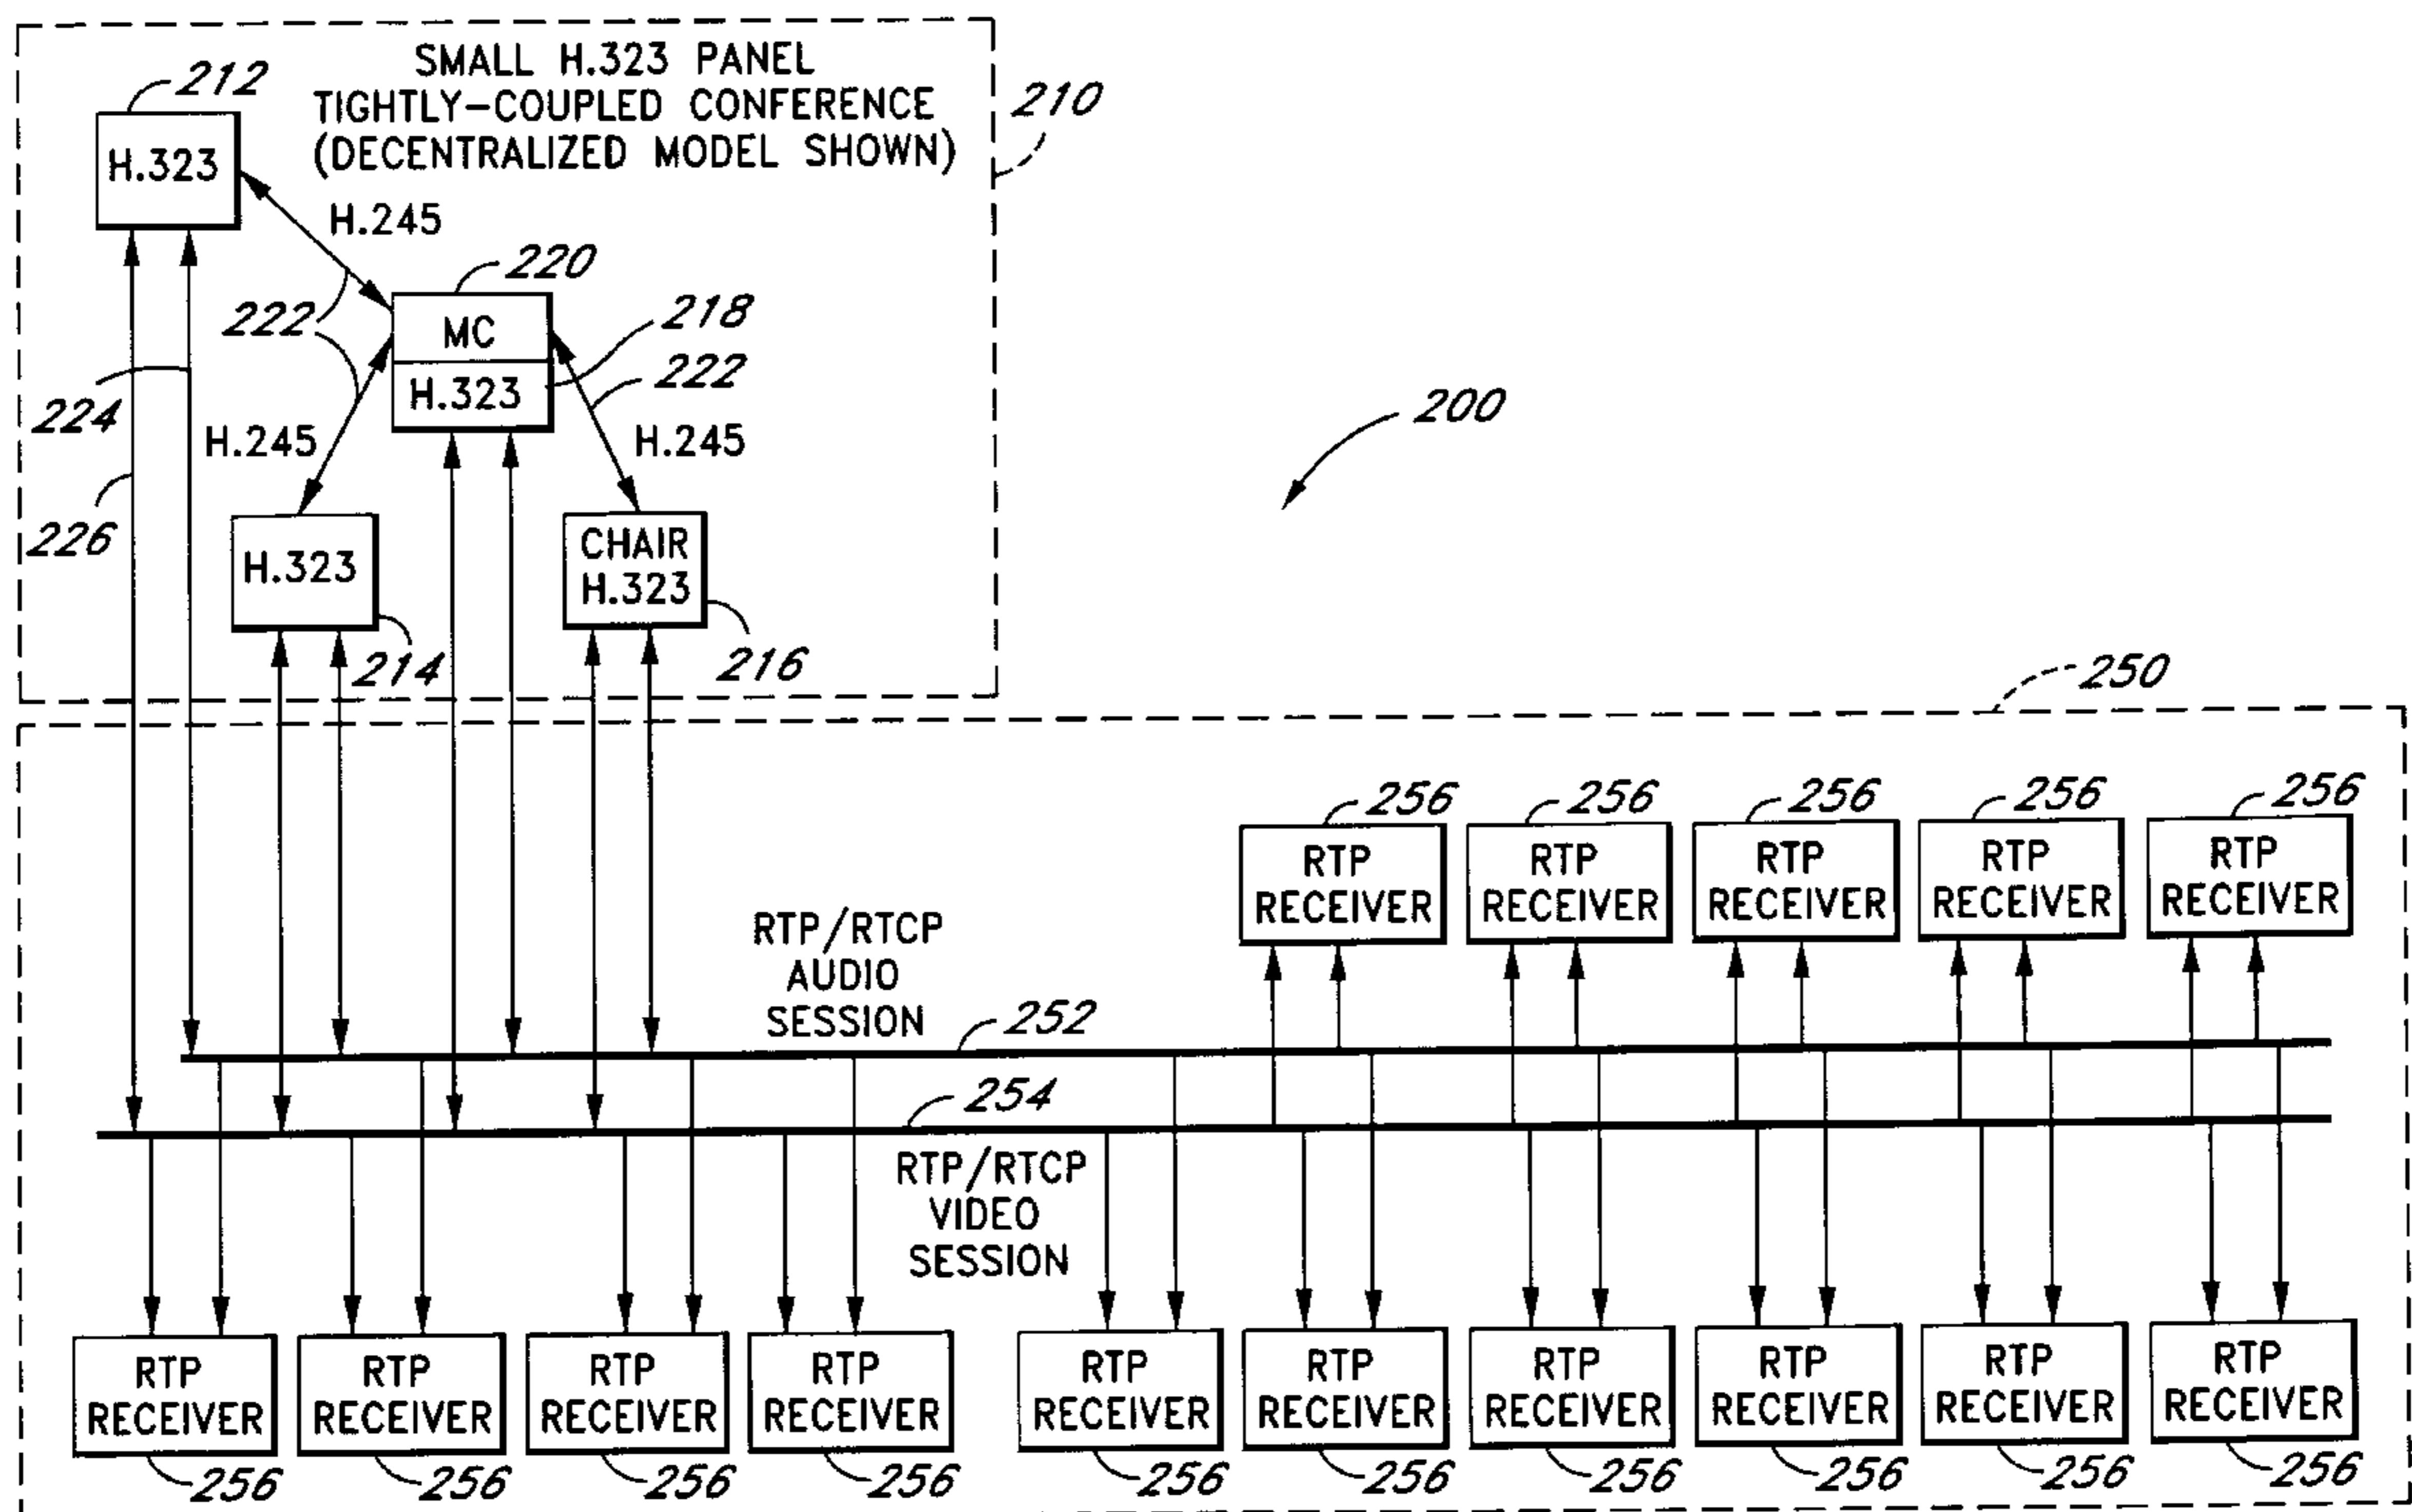 SMALL H.323 PANEL
TIGHTLY-COUPLED CONFERENCE
(DECENTRALIZED MODEL SHOWN)
210
212
H.323
H.245
220
222
MC
218
H.323
222
224
H.245
H.245
200
226
H.323
CHAIR
H.323
214
216
250
256
256
256
256
256
RTP
RECEIVER
RTP
RECEIVER
RTP
RECEIVER
RTP
RECEIVER
RTP
RECEIVER
RTP/RTCP
AUDIO
SESSION
252
254
RTP/RTCP
VIDEO
SESSION
RTP
RECEIVER
RTP
RECEIVER
RTP
RECEIVER
RTP
RECEIVER
RTP
RECEIVER
RTP
RECEIVER
RTP
RECEIVER
RTP
RECEIVER
RTP
RECEIVER
RTP
RECEIVER
256
256
256
256
256
256
256
256
256
256